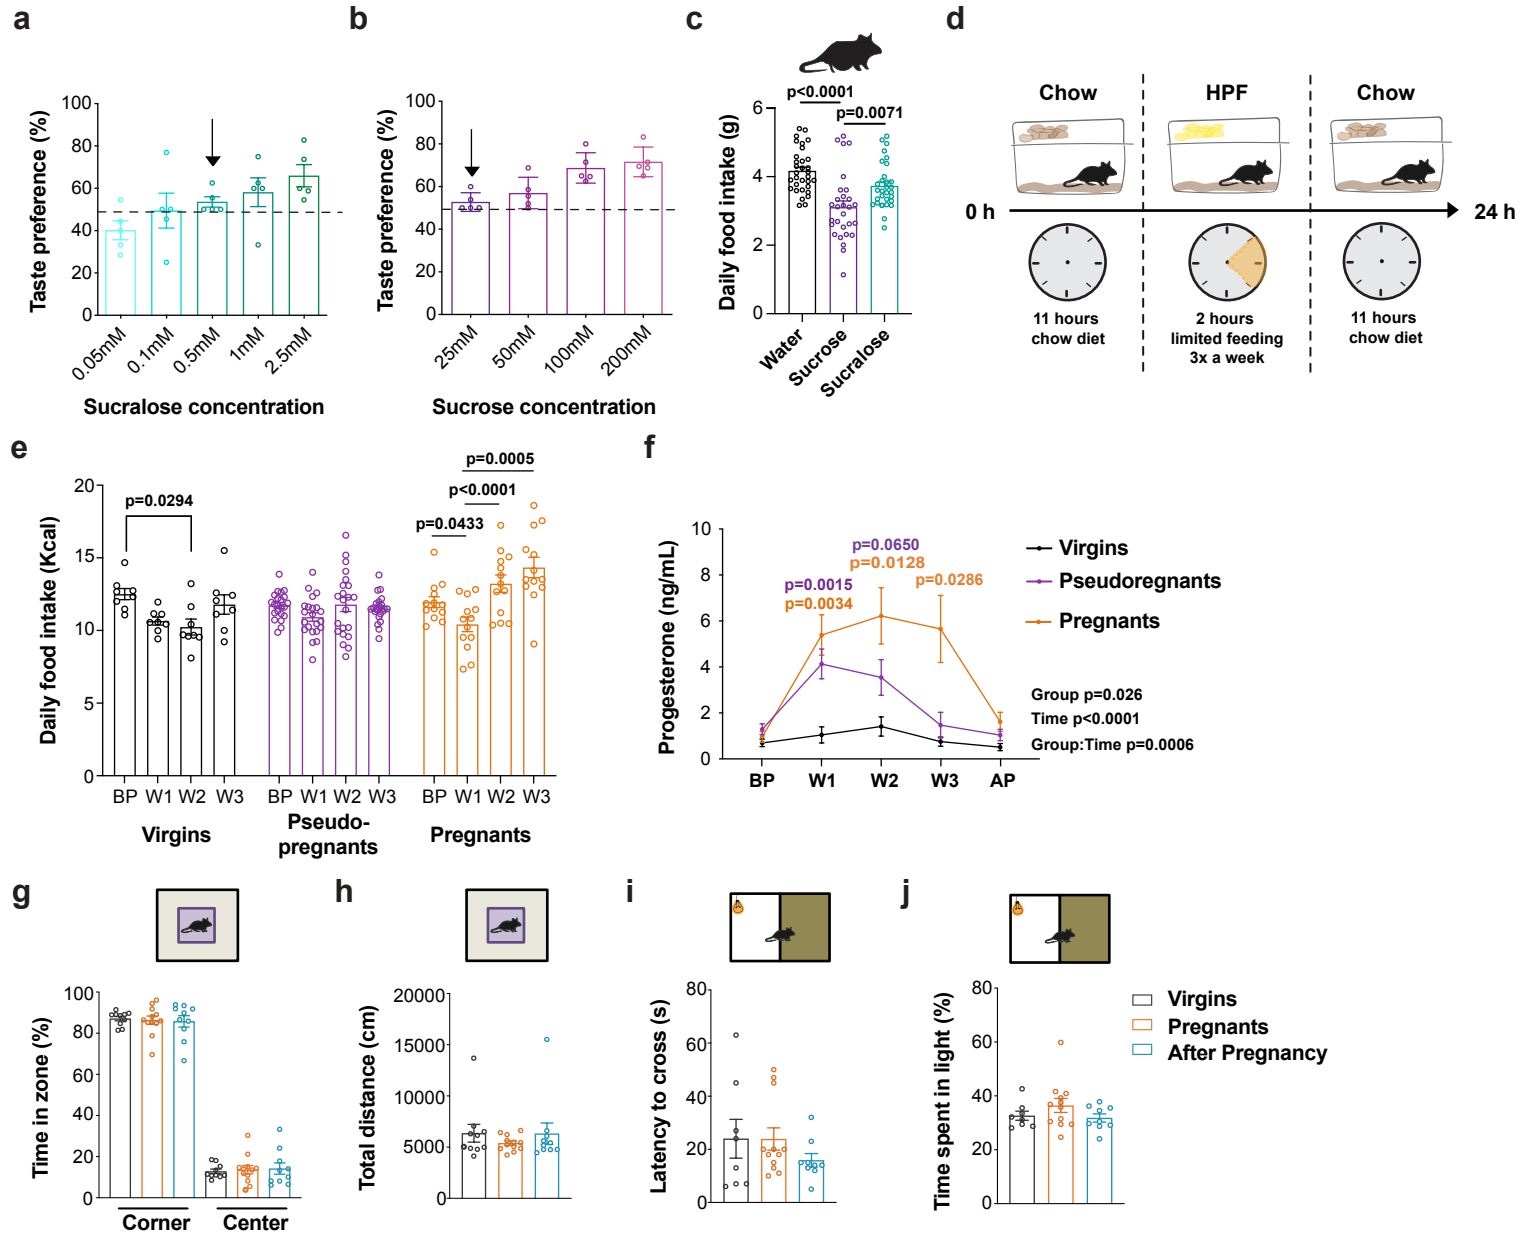 a
Taste preference (%)
100
80
60
40
20
0
0.05mM
0.1mM
0.5mM
1mM
2.5mM
Sucralose concentration
b
Taste preference (%)
100
80
60
40
20
0
25mM
50mM
100mM
200mM
Sucrose concentration
c
p<0.0001
p=0.0071
Daily food intake (g)
6
4
2
0
Water
Sucrose
Sucralose
d
Chow
HPF
Chow
0 h
24 h
11 hours
chow diet
2 hours
limited feeding
3x a week
11 hours
chow diet
e
Daily food intake (Kcal)
20
15
10
5
0
p=0.0294
p=0.0005
p<0.0001
p=0.0433
BP W1 W2 W3
BP W1 W2 W3
BP W1 W2 W3
Virgins
Pseudo-
pregnants
Pregnants
f
Progesterone (ng/mL)
10
8
6
4
2
0
p=0.0650
p=0.0128
p=0.0015
p=0.0034
p=0.0286
BP W1 W2 W3 AP
Virgins
Pseudoregnants
Pregnants
Group p=0.026
Time p<0.0001
Group:Time p=0.0006
g
Time in zone (%)
100
80
60
40
20
0
Corner
Center
h
Total distance (cm)
20000
15000
10000
5000
0
i
Latency to cross (s)
80
60
40
20
0
j
Time spent in light (%)
80
60
40
20
0
Virgins
Pregnants
After Pregnancy